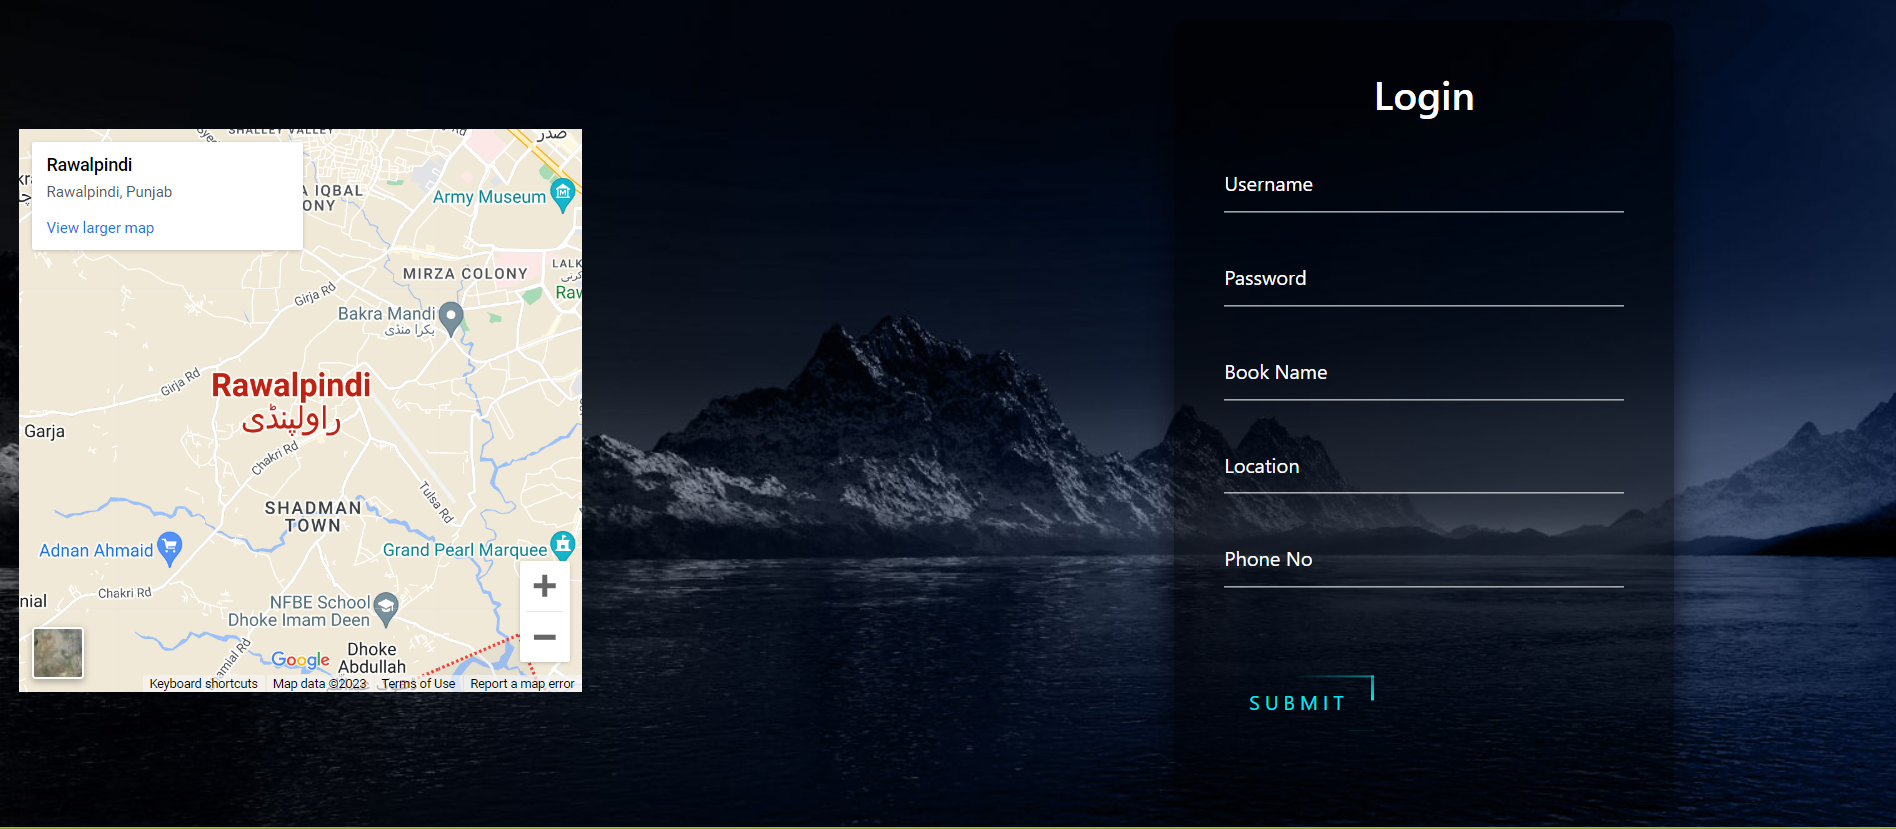 SHALLEY VALLEY
Rd
صدر
Rawalpindi
Rawalpindi, Punjab
View larger map
A IQBAL
ONY
Army Museum
MIRZA COLONY
LALK
Raw
Girja Rd
Bakra Mandi
بکرا منڈی
Girja Rd
Rawalpindi
راولپنڈی
Garja
Chakri Rd
Tulsa Rd
SHADMAN
TOWN
Adnan Ahmaid
Grand Pearl Marquee
Chakri Rd
nial
NFBE School
Dhoke Imam Deen
amial Rd
Dhoke
Abdullah
Google
Keyboard shortcuts
Map data ©2023
Terms of Use
Report a map error
Login
Username
Password
Book Name
Location
Phone No
SUBMIT